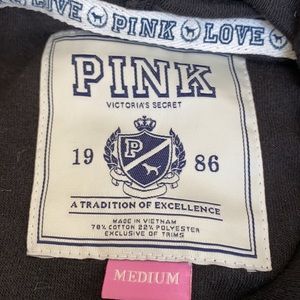 LIVE PINK LOVE
PINK
VICTORIA'S SECRET
P
19 86
A TRADITION OF EXCELLENCE
MADE IN VIETNAM
78% COTTON 22% POLYESTER
EXCLUSIVE OF TRIMS
MEDIUM